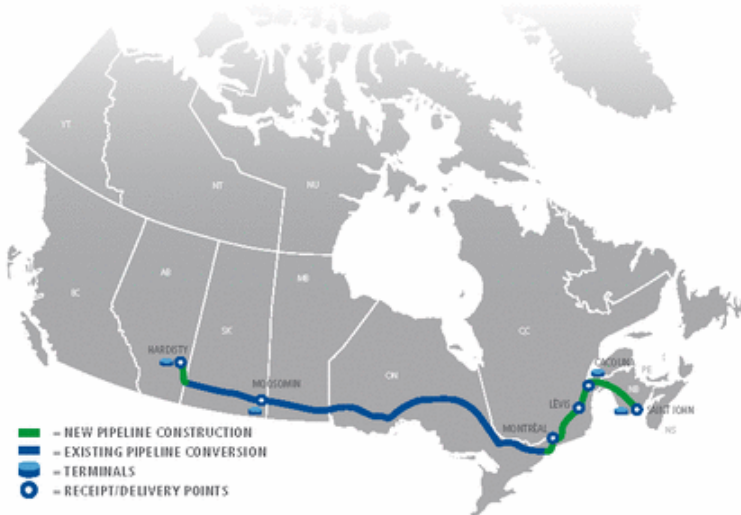 YT
NT
NU
BC
AB
SK
MB
ON
QC
HARDISTY
MOOSOMIN
CACOUNA
PE
NB
LÉVIS
SAINT JOHN
MONTRÉAL
NS
= NEW PIPELINE CONSTRUCTION
= EXISTING PIPELINE CONVERSION
= TERMINALS
= RECEIPT/DELIVERY POINTS